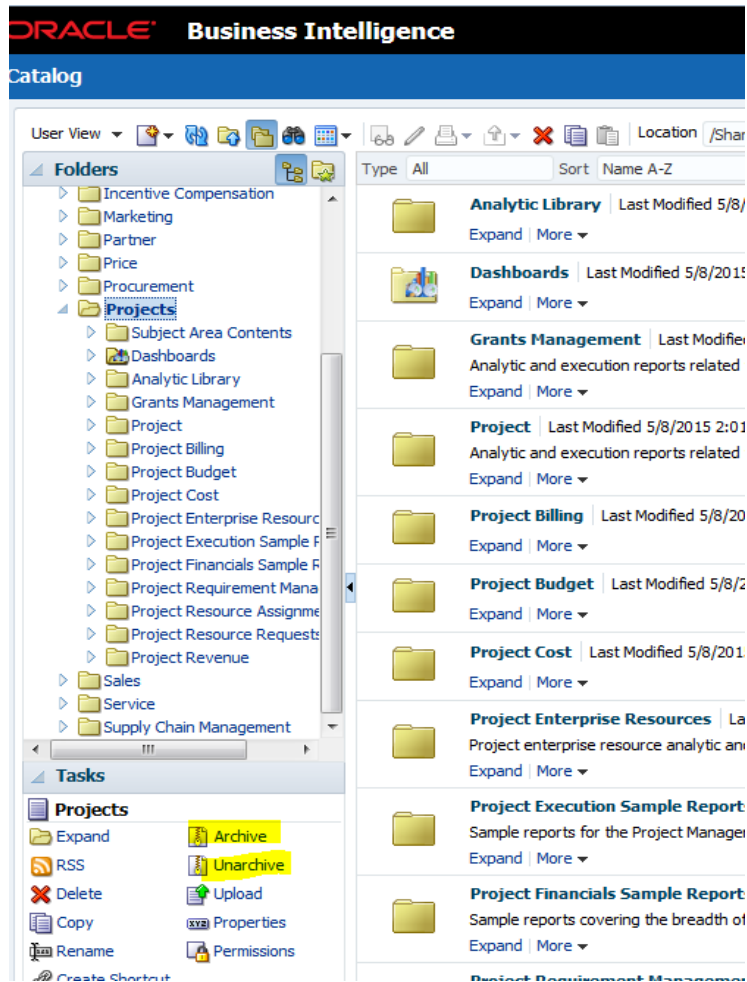 ORACLE Business Intelligence
Catalog
User View Location /Shar
Folders
Type All Sort Name A-Z
Incentive Compensation
Marketing
Partner
Price
Procurement
Projects
Subject Area Contents
Dashboards
Analytic Library
Grants Management
Project
Project Billing
Project Budget
Project Cost
Project Enterprise Resourc
Project Execution Sample F
Project Financials Sample R
Project Requirement Mana
Project Resource Assignme
Project Resource Requests
Project Revenue
Sales
Service
Supply Chain Management
Tasks
Projects
Expand Archive
RSS Unarchive
Delete Upload
Copy Properties
Rename Permissions
Create Shortcut
Analytic Library Last Modified 5/8/
Expand More
Dashboards Last Modified 5/8/2015
Expand More
Grants Management Last Modified
Analytic and execution reports related
Expand More
Project Last Modified 5/8/2015 2:01
Analytic and execution reports related
Expand More
Project Billing Last Modified 5/8/20
Expand More
Project Budget Last Modified 5/8/2
Expand More
Project Cost Last Modified 5/8/201
Expand More
Project Enterprise Resources La
Project enterprise resource analytic and
Expand More
Project Execution Sample Reports
Sample reports for the Project Manager
Expand More
Project Financials Sample Reports
Sample reports covering the breadth of
Expand More
Project Requirement Management